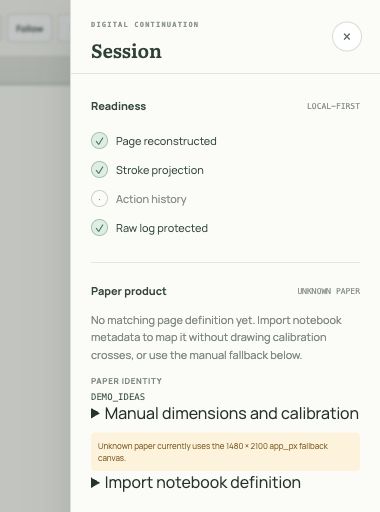 Follow
DIGITAL CONTINUATION
Session
Readiness
LOCAL-FIRST
Page reconstructed
Stroke projection
Action history
Raw log protected
Paper product
UNKNOWN PAPER
No matching page definition yet. Import notebook
metadata to map it without drawing calibration
crosses, or use the manual fallback below.
PAPER IDENTITY
DEMO_IDEAS
Manual dimensions and calibration
Unknown paper currently uses the 1480 × 2100 app_px fallback
canvas.
Import notebook definition